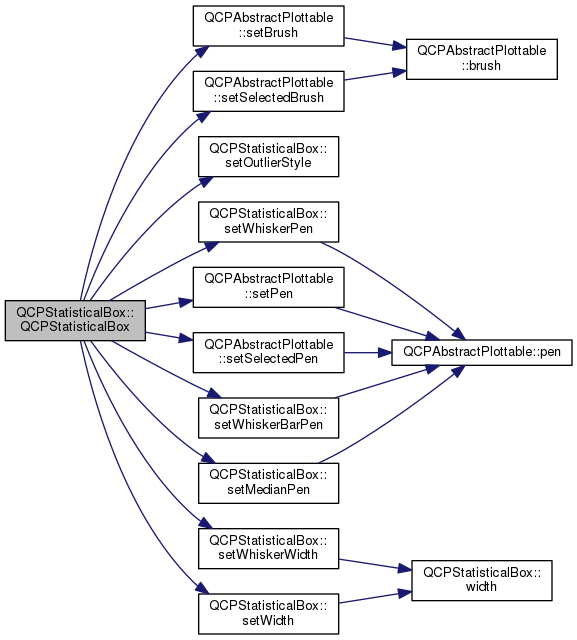 QCPAbstractPlottable
::setBrush
QCPAbstractPlottable
::brush
QCPAbstractPlottable
::setSelectedBrush
QCPStatisticalBox::
setOutlierStyle
QCPStatisticalBox::
setWhiskerPen
QCPAbstractPlottable
::setPen
QCPStatisticalBox::
QCPStatisticalBox
QCPAbstractPlottable
::setSelectedPen
QCPAbstractPlottable::pen
QCPStatisticalBox::
setWhiskerBarPen
QCPStatisticalBox::
setMedianPen
QCPStatisticalBox::
setWhiskerWidth
QCPStatisticalBox::
width
QCPStatisticalBox::
setWidth